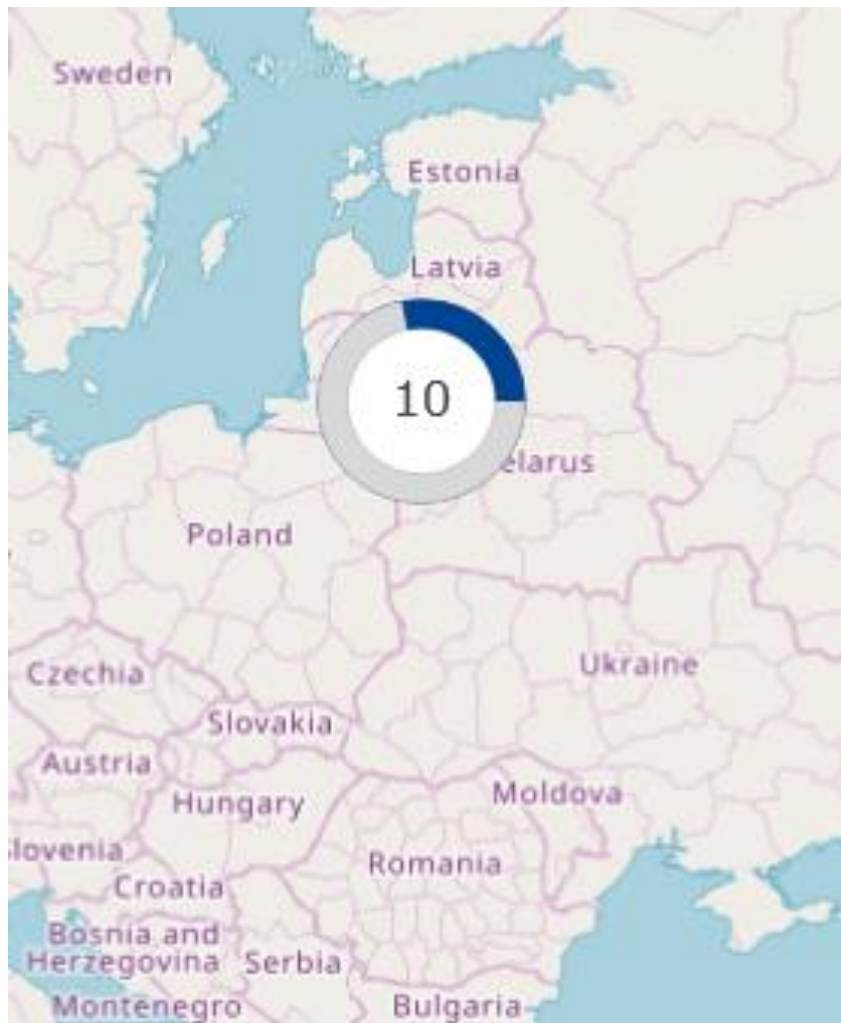 Sweden
Estonia
Latvia
10
elarus
Poland
Ukraine
Czechia
Slovakia
Austria
Moldova
Hungary
lovenia
Romania
Croatia
Bosnia and
Herzegovina
Serbia
Montenegro
Bulgaria